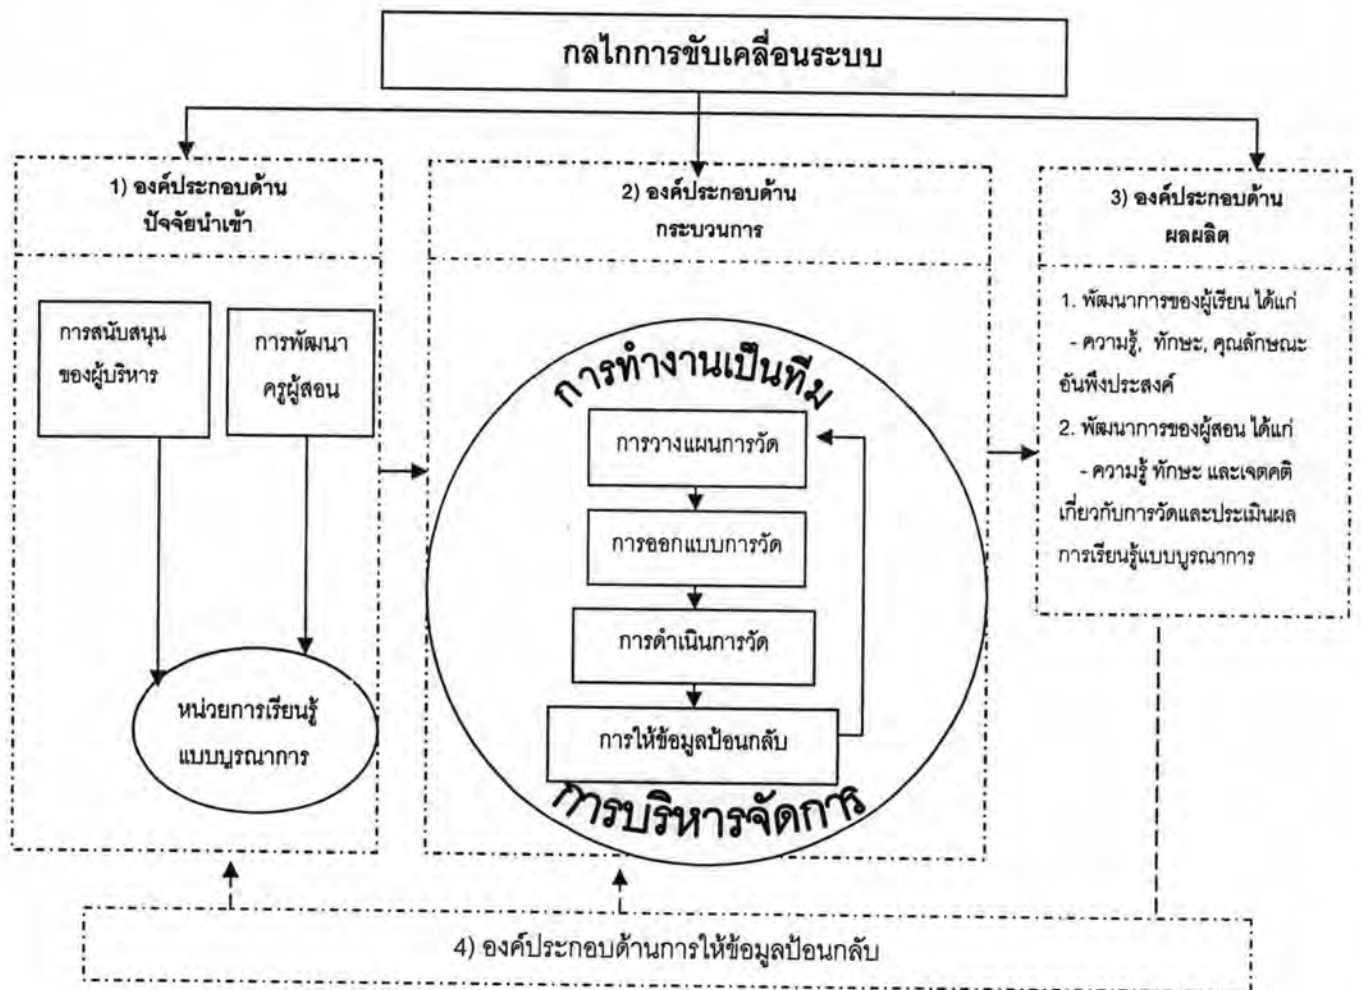 กลไกการขับเคลื่อนระบบ
1) องค์ประกอบด้าน
ปัจจัยนำเข้า
การสนับสนุน
ของผู้บริหาร
การพัฒนา
ครูผู้สอน
หน่วยการเรียนรู้
แบบบูรณาการ
2) องค์ประกอบด้าน
กระบวนการ
การทำงานเป็นทีม
การวางแผนการวัด
การออกแบบการวัด
การดำเนินการวัด
การให้ข้อมูลป้อนกลับ
การบริหารจัดการ
3) องค์ประกอบด้าน
ผลผลิต
1. พัฒนาการของผู้เรียน ได้แก่
- ความรู้, ทักษะ, คุณลักษณะ
อันพึงประสงค์
2. พัฒนาการของผู้สอน ได้แก่
- ความรู้ ทักษะ และเจตคติ
เกี่ยวกับการวัดและประเมินผล
การเรียนรู้แบบบูรณาการ
4) องค์ประกอบด้านการให้ข้อมูลป้อนกลับ